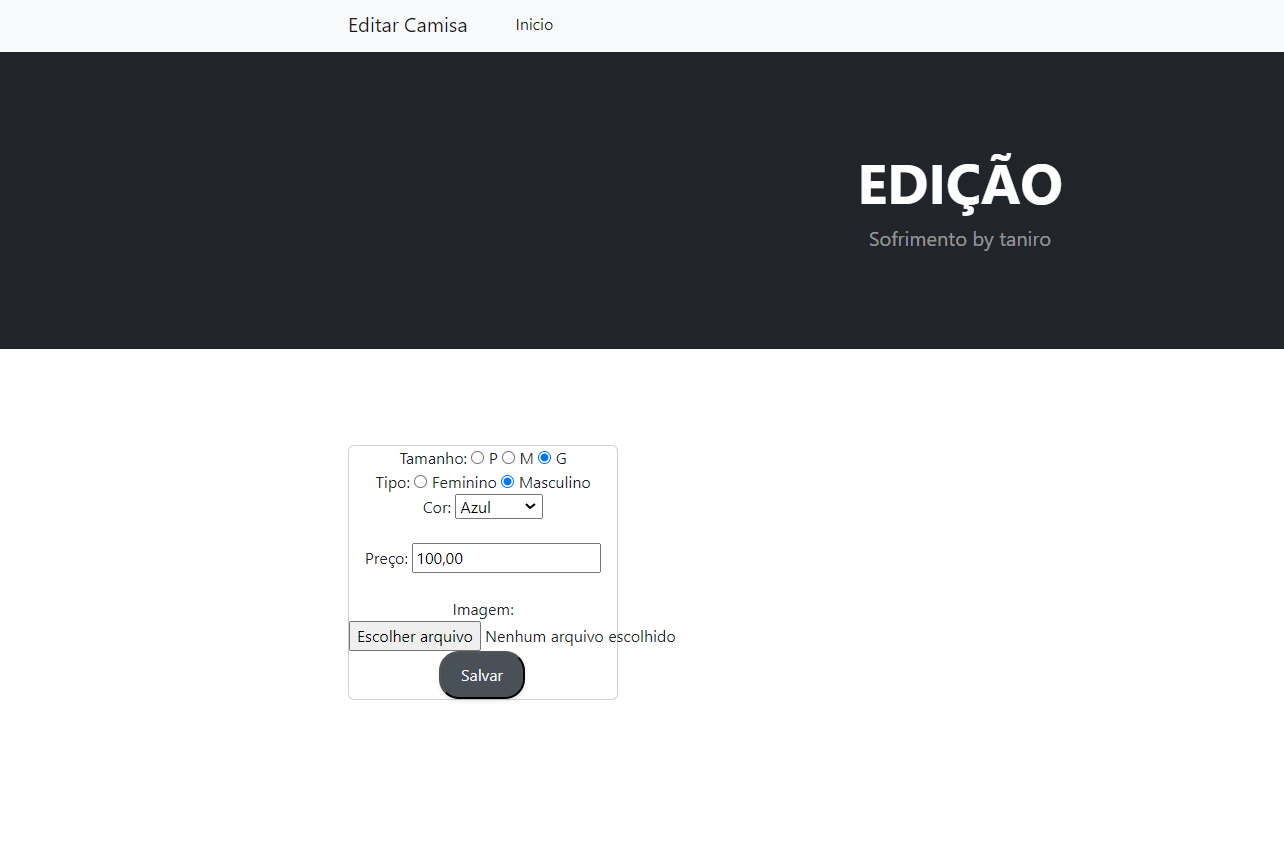 Editar Camisa Inicio
EDIÇÃO
Sofrimento by taniro
Tamanho: P M G
Tipo: Feminino Masculino
Cor: Azul
Preço: 100,00
Imagem:
Escolher arquivo Nenhum arquivo escolhido
Salvar